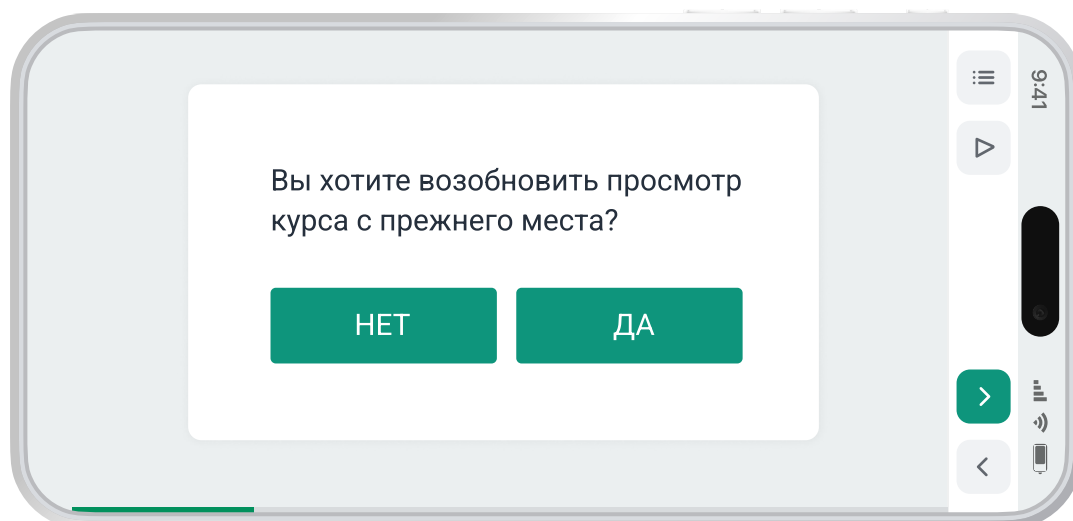 Вы хотите возобновить просмотр
курса с прежнего места?
НЕТ
ДА
9:41